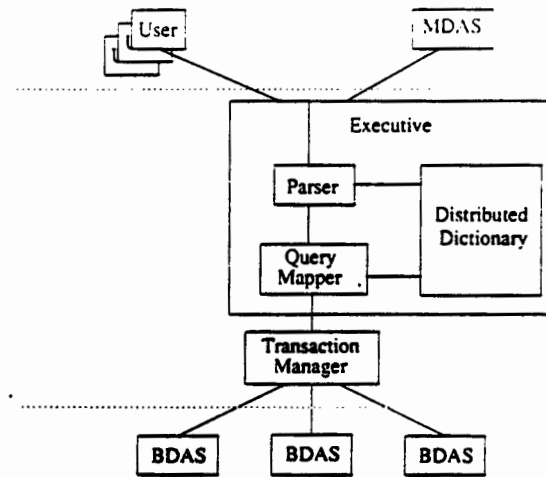 User
MDAS
Executive
Parser
Distributed
Dictionary
Query
Mapper
Transaction
Manager
BDAS
BDAS
BDAS